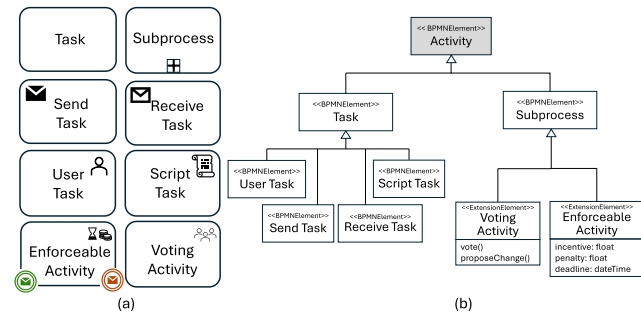 Task
Subprocess
Send
Task
Receive
Task
User
Task
Script
Task
Enforceable
Activity
Voting
Activity
(a)
<< BPMNElement>>
Activity
<<BPMNElement>>
Task
<<BPMNElement>>
Subprocess
<<BPMNElement>>
User Task
<<BPMNElement>>
Script Task
<<BPMNElement>>
Send Task
<<BPMNElement>>
Receive Task
<<ExtensionElement>>
Voting
Activity
vote()
proposeChange()
<<ExtensionElement>>
Enforceable
Activity
incentive: float
penalty: float
deadline: dateTime
(b)